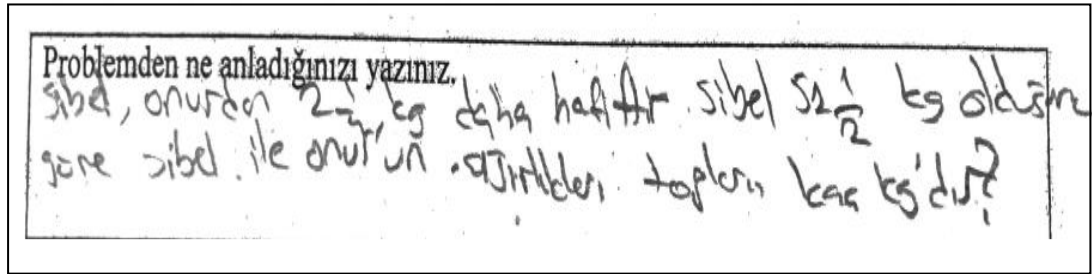 Problemden ne anladığınızı yazınız.
Sibel, onurdan 2 1/4 kg daha hafiftir. Sibel 52 1/2 kg olduğuna
göre sibel ile onur'un ağırlıkları toplamı kaç kg'dır?